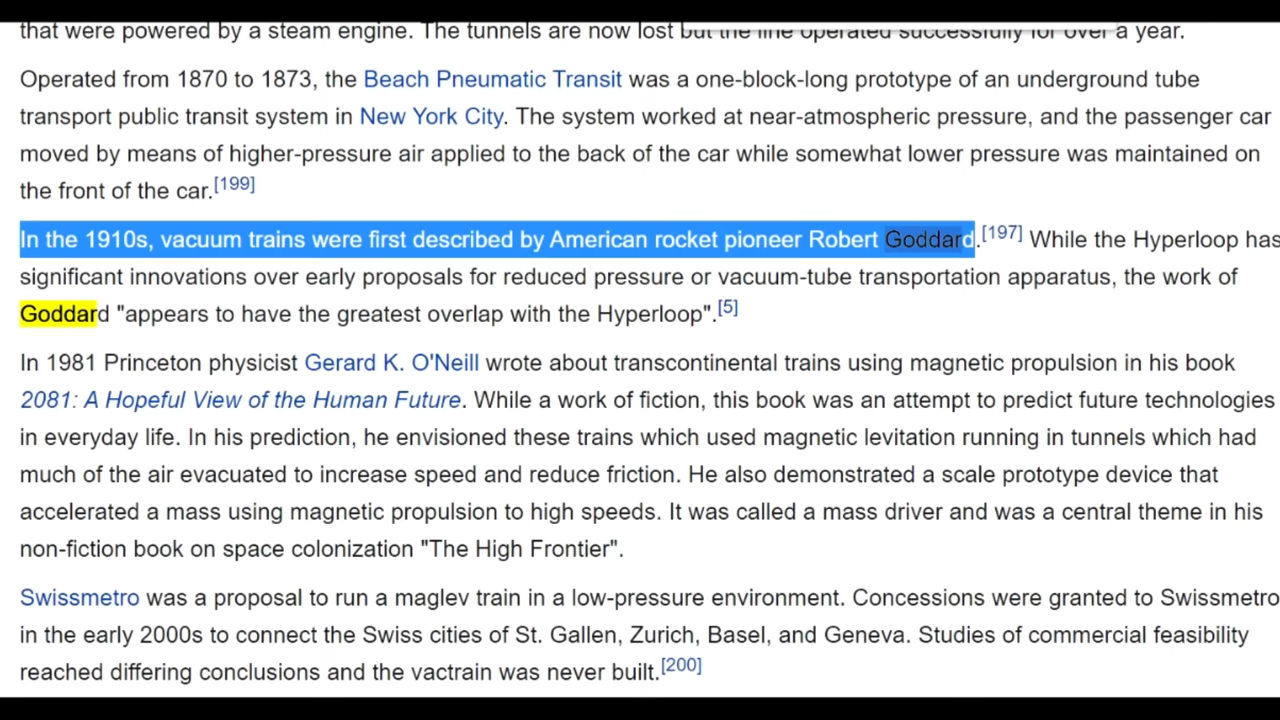 that were powered by a steam engine. The tunnels are now lost but the line operated successfully for over a year.
Operated from 1870 to 1873, the Beach Pneumatic Transit was a one-block-long prototype of an underground tube
transport public transit system in New York City. The system worked at near-atmospheric pressure, and the passenger car
moved by means of higher-pressure air applied to the back of the car while somewhat lower pressure was maintained on
the front of the car.[199]
In the 1910s, vacuum trains were first described by American rocket pioneer Robert Goddard.[197] While the Hyperloop has
significant innovations over early proposals for reduced pressure or vacuum-tube transportation apparatus, the work of
Goddard "appears to have the greatest overlap with the Hyperloop".[5]
In 1981 Princeton physicist Gerard K. O'Neill wrote about transcontinental trains using magnetic propulsion in his book
2081: A Hopeful View of the Human Future. While a work of fiction, this book was an attempt to predict future technologies
in everyday life. In his prediction, he envisioned these trains which used magnetic levitation running in tunnels which had
much of the air evacuated to increase speed and reduce friction. He also demonstrated a scale prototype device that
accelerated a mass using magnetic propulsion to high speeds. It was called a mass driver and was a central theme in his
non-fiction book on space colonization "The High Frontier".
Swissmetro was a proposal to run a maglev train in a low-pressure environment. Concessions were granted to Swissmetro
in the early 2000s to connect the Swiss cities of St. Gallen, Zurich, Basel, and Geneva. Studies of commercial feasibility
reached differing conclusions and the vactrain was never built.[200]